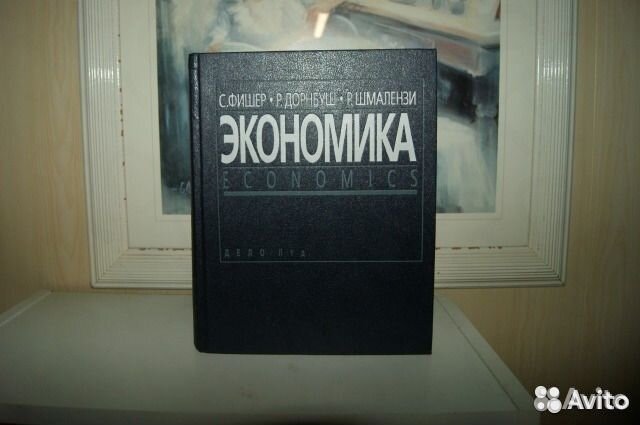 С. ФИШЕР • Р. ДОРНБУШ • Р. ШМАЛЕНЗИ
ЭКОНОМИКА
ECONOMICS
ДЕЛО ЛТД
Avito